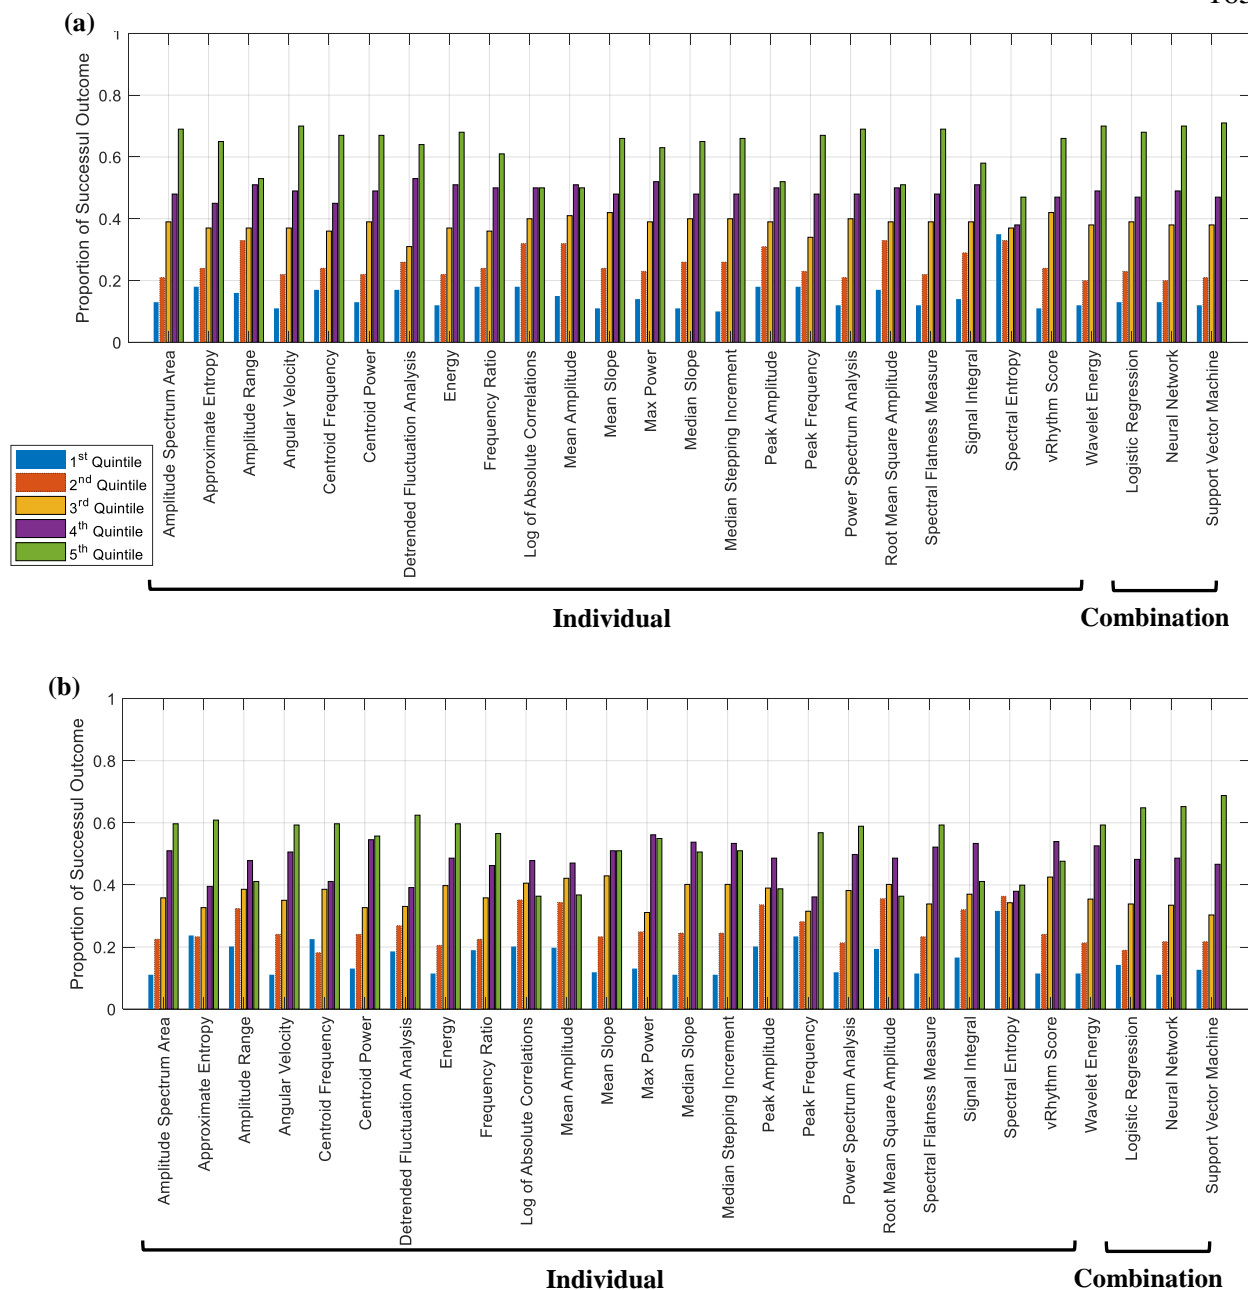 (a)
Proportion of Successul Outcome
1
0.8
0.6
0.4
0.2
0
Amplitude Spectrum Area
Approximate Entropy
Amplitude Range
Angular Velocity
Centroid Frequency
Centroid Power
Detrended Fluctuation Analysis
Energy
Frequency Ratio
Log of Absolute Correlations
Mean Amplitude
Mean Slope
Max Power
Median Slope
Median Stepping Increment
Peak Amplitude
Peak Frequency
Power Spectrum Analysis
Root Mean Square Amplitude
Spectral Flatness Measure
Signal Integral
Spectral Entropy
vRhythm Score
Wavelet Energy
Logistic Regression
Neural Network
Support Vector Machine
1st Quintile
2nd Quintile
3rd Quintile
4th Quintile
5th Quintile
Individual
Combination
(b)
Proportion of Successul Outcome
1
0.8
0.6
0.4
0.2
0
Amplitude Spectrum Area
Approximate Entropy
Amplitude Range
Angular Velocity
Centroid Frequency
Centroid Power
Detrended Fluctuation Analysis
Energy
Frequency Ratio
Log of Absolute Correlations
Mean Amplitude
Mean Slope
Max Power
Median Slope
Median Stepping Increment
Peak Amplitude
Peak Frequency
Power Spectrum Analysis
Root Mean Square Amplitude
Spectral Flatness Measure
Signal Integral
Spectral Entropy
vRhythm Score
Wavelet Energy
Logistic Regression
Neural Network
Support Vector Machine
Individual
Combination